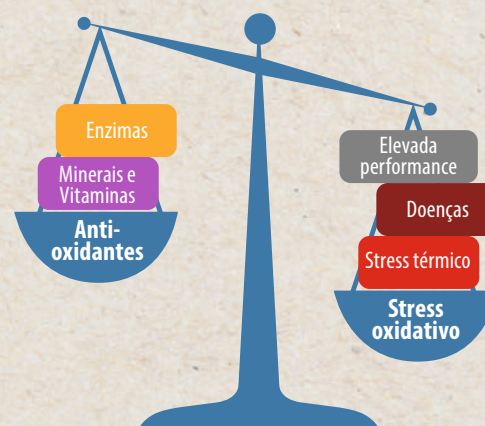 Enzimas
Minerais e
Vitaminas
Anti-
oxidantes
Elevada
performance
Doenças
Stress térmico
Stress
oxidativo